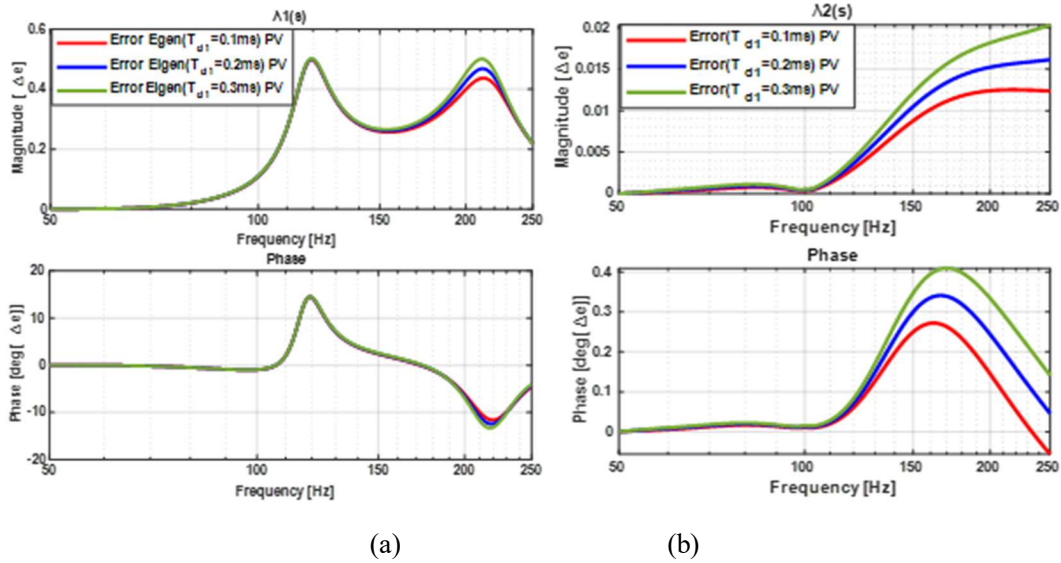 Λ1(s)
Error Egen(T d1=0.1ms) PV
Error Eigen(T d1=0.2ms) PV
Error Eigen(T d1=0.3ms) PV
Magnitude [ Δe]
0.6
0.4
0.2
0
50
100
150
200
250
Frequency [Hz]
Phase
Phase [deg[ Δe]]
20
10
0
-10
-20
50
100
150
200
250
Frequency [Hz]
(a)
Λ2(s)
Error(T d1=0.1ms) PV
Error(T d1=0.2ms) PV
Error(T d1=0.3ms) PV
Magnitude [ Δe]
0.02
0.015
0.01
0.005
0
50
100
150
200
250
Frequency [Hz]
Phase
Phase [deg[ Δe]]
0.4
0.3
0.2
0.1
0
50
100
150
200
250
Frequency [Hz]
(b)